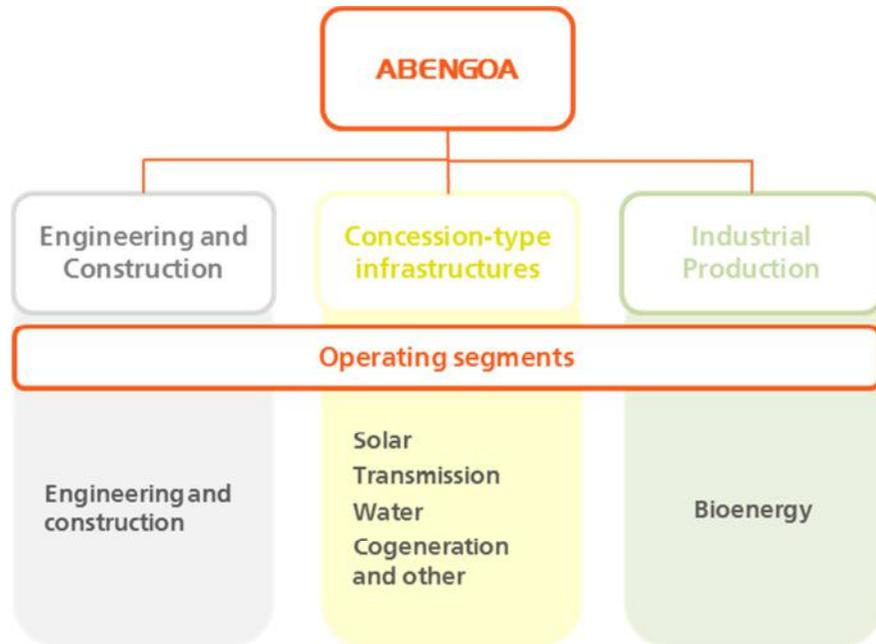 ABENGOA
Engineering and
Construction
Concession-type
infrastructures
Industrial
Production
Operating segments
Engineering and
construction
Solar
Transmission
Water
Cogeneration
and other
Bioenergy